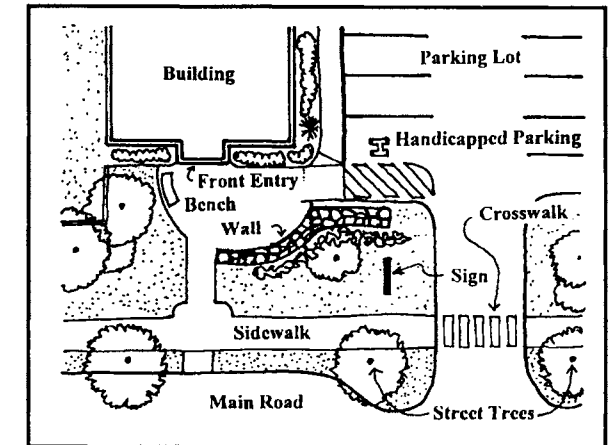 Building
Parking Lot
Handicapped Parking
Front Entry
Bench
Wall
Crosswalk
Sign
Sidewalk
Main Road
Street Trees